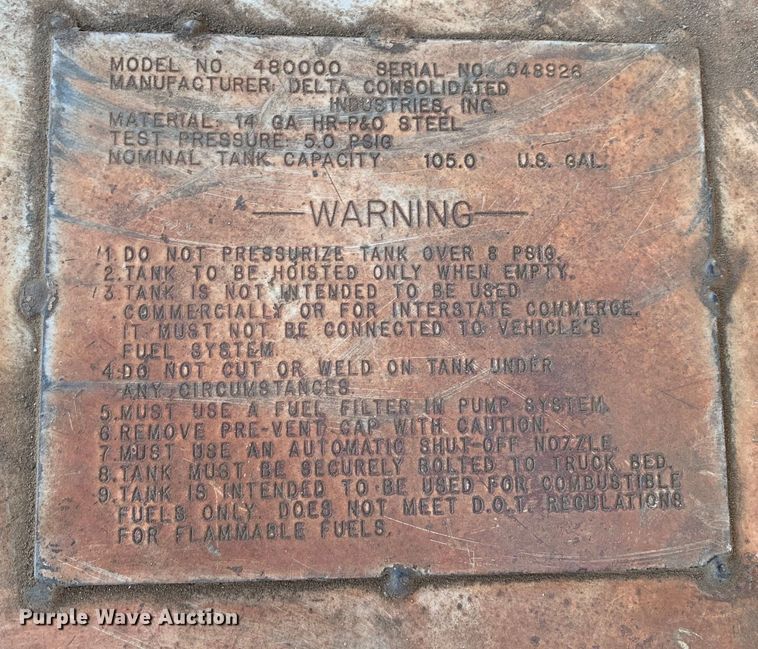 MODEL NO. 480000 SERIAL NO. 048926
MANUFACTURER: DELTA CONSOLIDATED
INDUSTRIES, INC.
MATERIAL: 14 GA HR-P&O STEEL
TEST PRESSURE: 5.0 PSIG
NOMINAL TANK CAPACITY 105.0 U.S. GAL.
—WARNING—
1. DO NOT PRESSURIZE TANK OVER 8 PSIG.
2. TANK TO BE HOISTED ONLY WHEN EMPTY.
3. TANK IS NOT INTENDED TO BE USED
COMMERCIALLY OR FOR INTERSTATE COMMERCE.
IT MUST NOT BE CONNECTED TO VEHICLE'S
FUEL SYSTEM.
4. DO NOT CUT OR WELD ON TANK UNDER
ANY CIRCUMSTANCES.
5. MUST USE A FUEL FILTER IN PUMP SYSTEM.
6. REMOVE PRE-VENT CAP WITH CAUTION.
7. MUST USE AN AUTOMATIC SHUT-OFF NOZZLE.
8. TANK MUST BE SECURELY BOLTED TO TRUCK BED.
9. TANK IS INTENDED TO BE USED FOR COMBUSTIBLE
FUELS ONLY. DOES NOT MEET D.O.T. REGULATIONS
FOR FLAMMABLE FUELS.
Purple Wave Auction